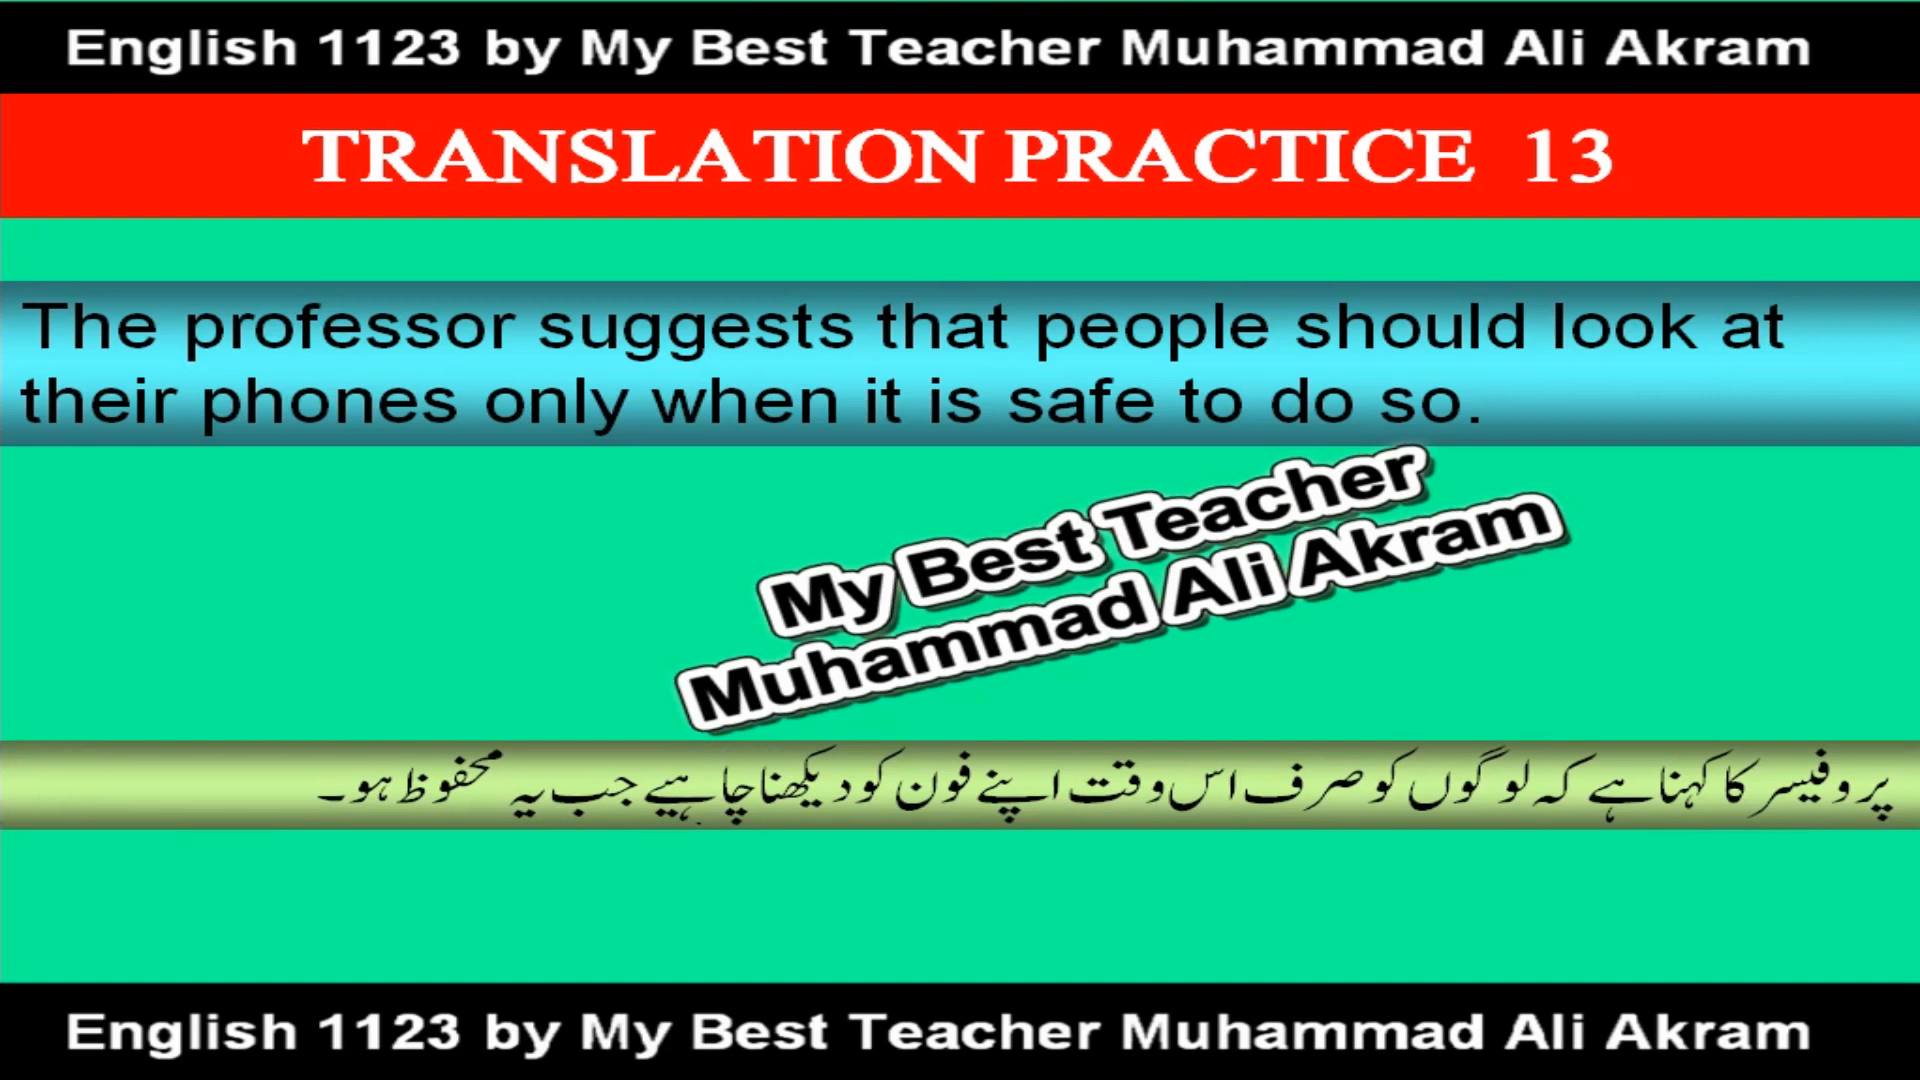 English 1123 by My Best Teacher Muhammad Ali Akram
TRANSLATION PRACTICE 13
The professor suggests that people should look at
their phones only when it is safe to do so.
My Best Teacher
Muhammad Ali Akram
پروفیسر کا کہنا ہے کہ لوگوں کو صرف اس وقت اپنے فون کو دیکھنا چاہیے جب یہ محفوظ ہو۔
English 1123 by My Best Teacher Muhammad Ali Akram